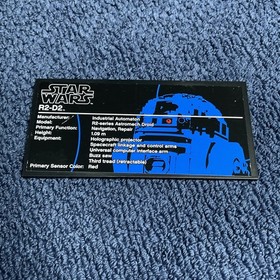 STAR
WARS
R2-D2™
Manufacturer: Industrial Automaton
Model: R2-series Astromech Droid
Primary Function: Navigation, Repair
Height: 1.09 m
Equipment: Holographic projector
Spacecraft linkage and control arms
Universal computer interface arm
Buzz saw
Third tread (retractable)
Primary Sensor Color: Red